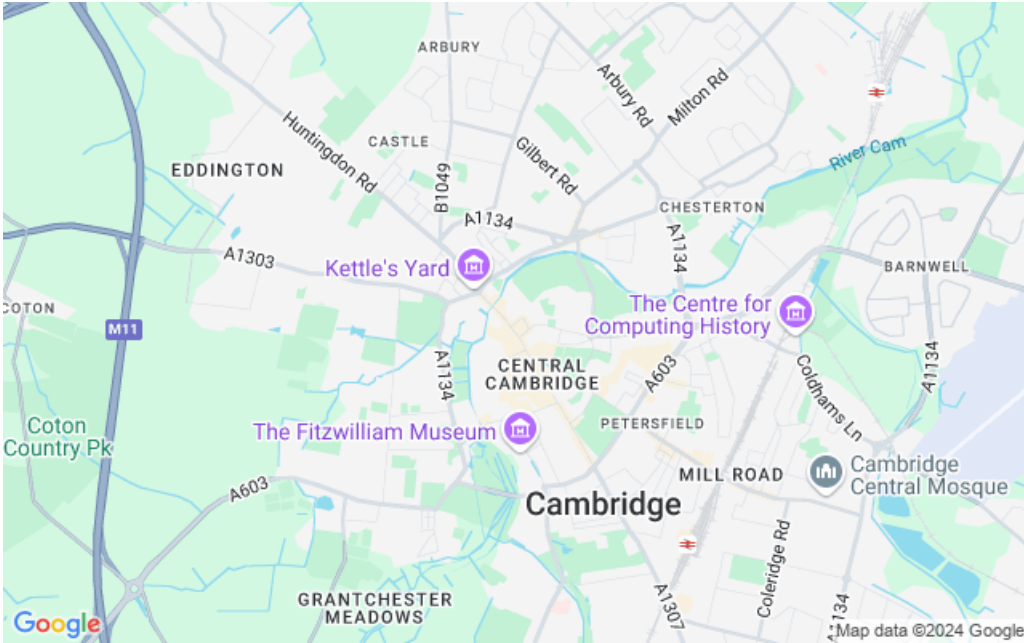 ARBURY
Arbury Rd
Milton Rd
Huntingdon Rd
CASTLE
Gilbert Rd
River Cam
EDDINGTON
B1049
A1134
CHESTERTON
A1134
A1303
Kettle's Yard
BARNWELL
COTON
The Centre for
Computing History
M11
A1134
CENTRAL
CAMBRIDGE
A603
A1134
Coldhams Ln
Coton
Country Pk
The Fitzwilliam Museum
PETERSFIELD
MILL ROAD
Cambridge
Central Mosque
A603
Cambridge
Coleridge Rd
GRANTCHESTER
MEADOWS
A1307
A1134
Google
Map data ©2024 Google